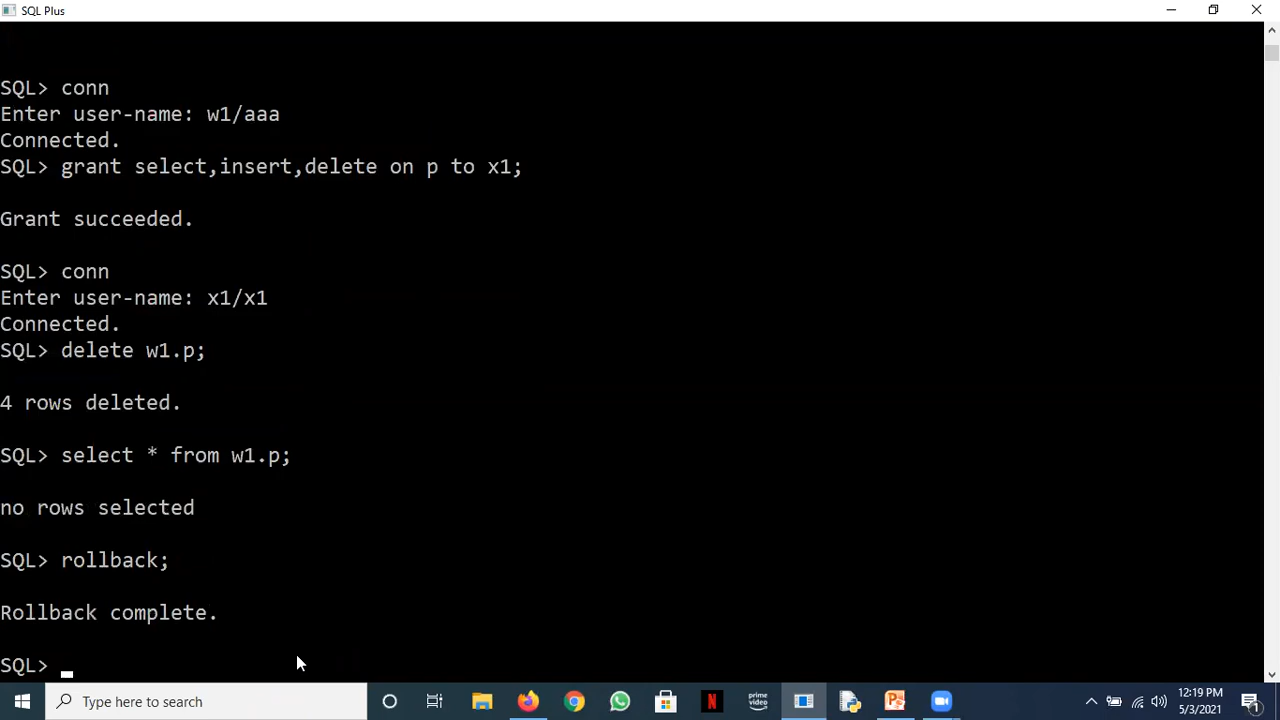 SQL Plus
SQL> conn
Enter user-name: w1/aaa
Connected.
SQL> grant select,insert,delete on p to x1;
Grant succeeded.
SQL> conn
Enter user-name: x1/x1
Connected.
SQL> delete w1.p;
4 rows deleted.
SQL> select * from w1.p;
no rows selected
SQL> rollback;
Rollback complete.
SQL>
Type here to search
prime
video
12:19 PM
5/3/2021